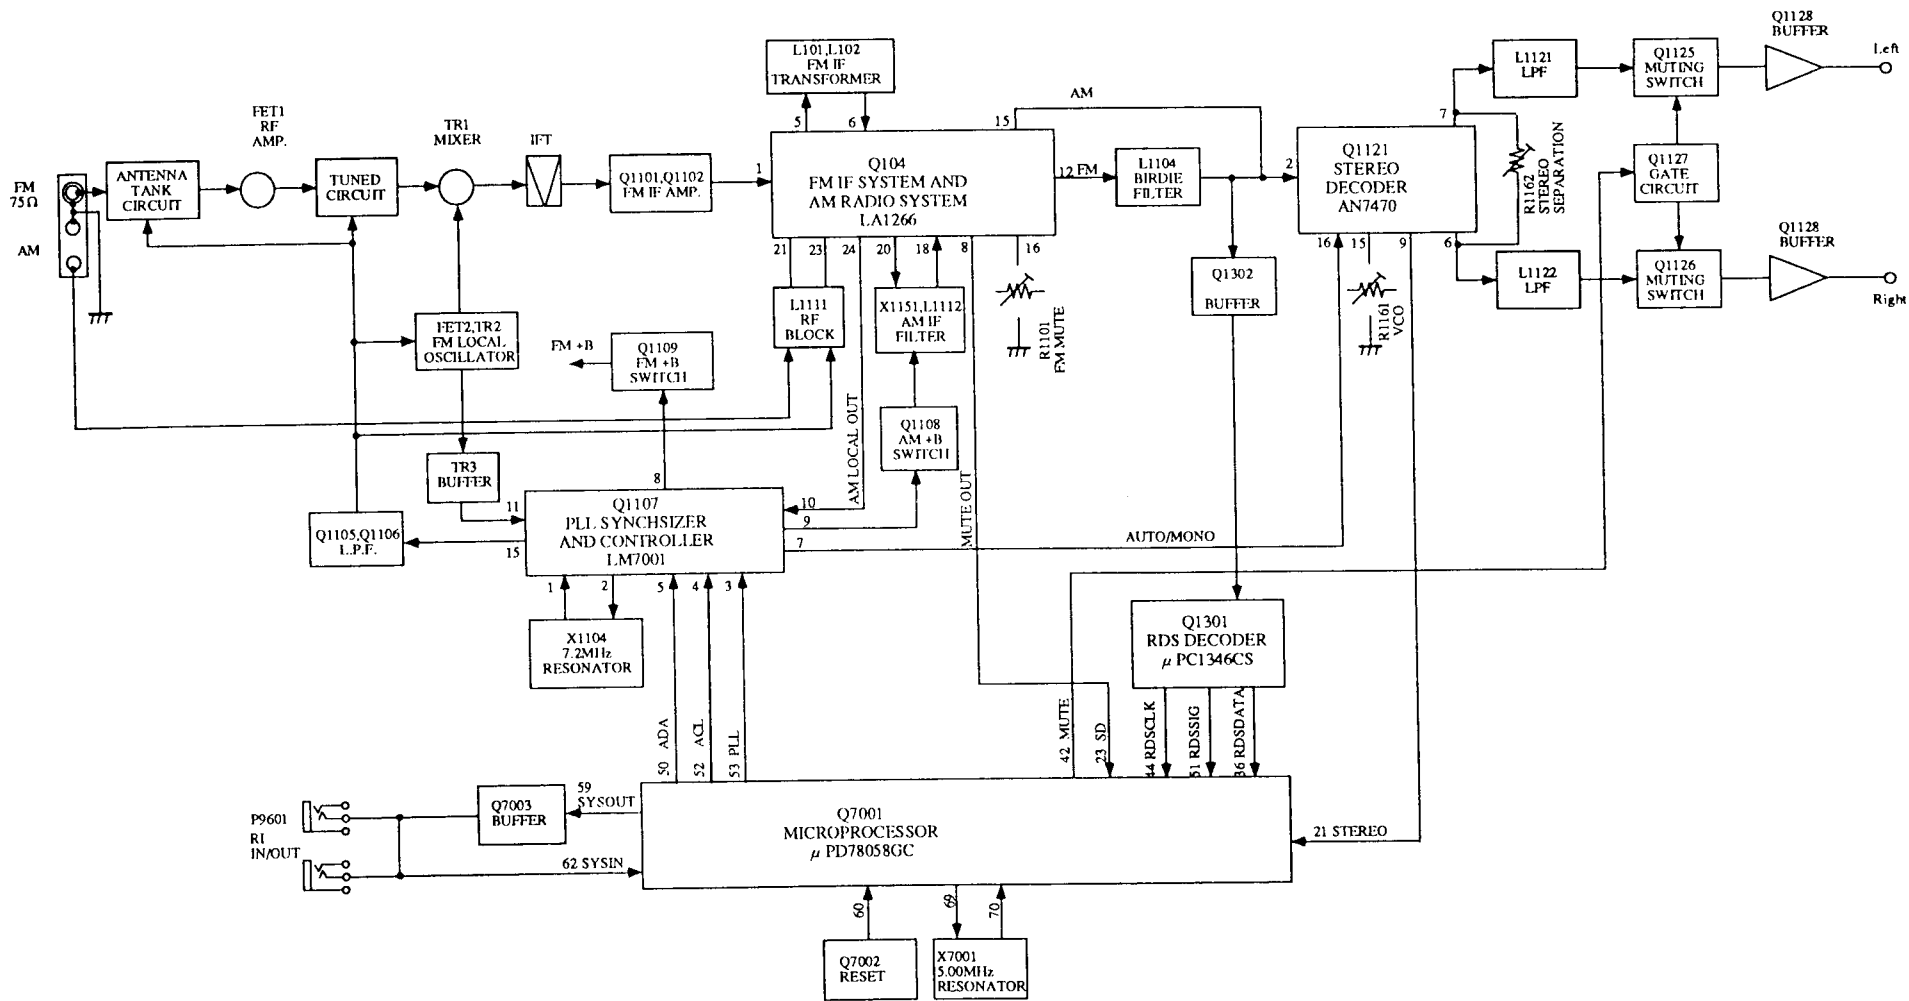 FM
75Ω
AM
ANTENNA
TANK
CIRCUIT
FET1
RF
AMP.
TUNED
CIRCUIT
TR1
MIXER
IFT
Q1101,Q1102
FM IF AMP.
L101,L102
FM IF
TRANSFORMER
5
6
15
1
Q104
FM IF SYSTEM AND
AM RADIO SYSTEM
LA1266
21
23
24
20
18
8
16
12 FM
AM
L1104
BIRDIE
FILTER
2
Q1121
STEREO
DECODER
AN7470
7
6
16
15
9
R1162
STEREO
SEPARATION
L1121
LPF
Q1125
MUTING
SWITCH
Q1128
BUFFER
Left
Q1127
GATE
CIRCUIT
L1122
LPF
Q1126
MUTING
SWITCH
Q1128
BUFFER
Right
FET2,TR2
FM LOCAL
OSCILLATOR
FM +B
Q1109
FM +B
SWITCH
L1111
RF
BLOCK
X1151,L1112
AM IF
FILTER
R1101
FM MUTE
Q1302
BUFFER
R1161
VCO
Q1108
AM +B
SWITCH
AM LOCAL OUT
MUTE OUT
TR3
BUFFER
Q1105,Q1106
L.P.F.
8
11
15
10
9
7
Q1107
PLL SYNCHSIZER
AND CONTROLLER
LM7001
1
2
5
4
3
AUTO/MONO
X1104
7.2MHz
RESONATOR
Q1301
RDS DECODER
μ PC1346CS
50 ADA
52 ACL
53 PLL
42 MUTE
23 SD
44 RDSCLK
51 RDSSIG
36 RDSDATA
P9601
RI
IN/OUT
Q7003
BUFFER
59
SYSOUT
62 SYSIN
Q7001
MICROPROCESSOR
μ PD78058GC
21 STEREO
60
69
70
Q7002
RESET
X7001
5.00MHz
RESONATOR